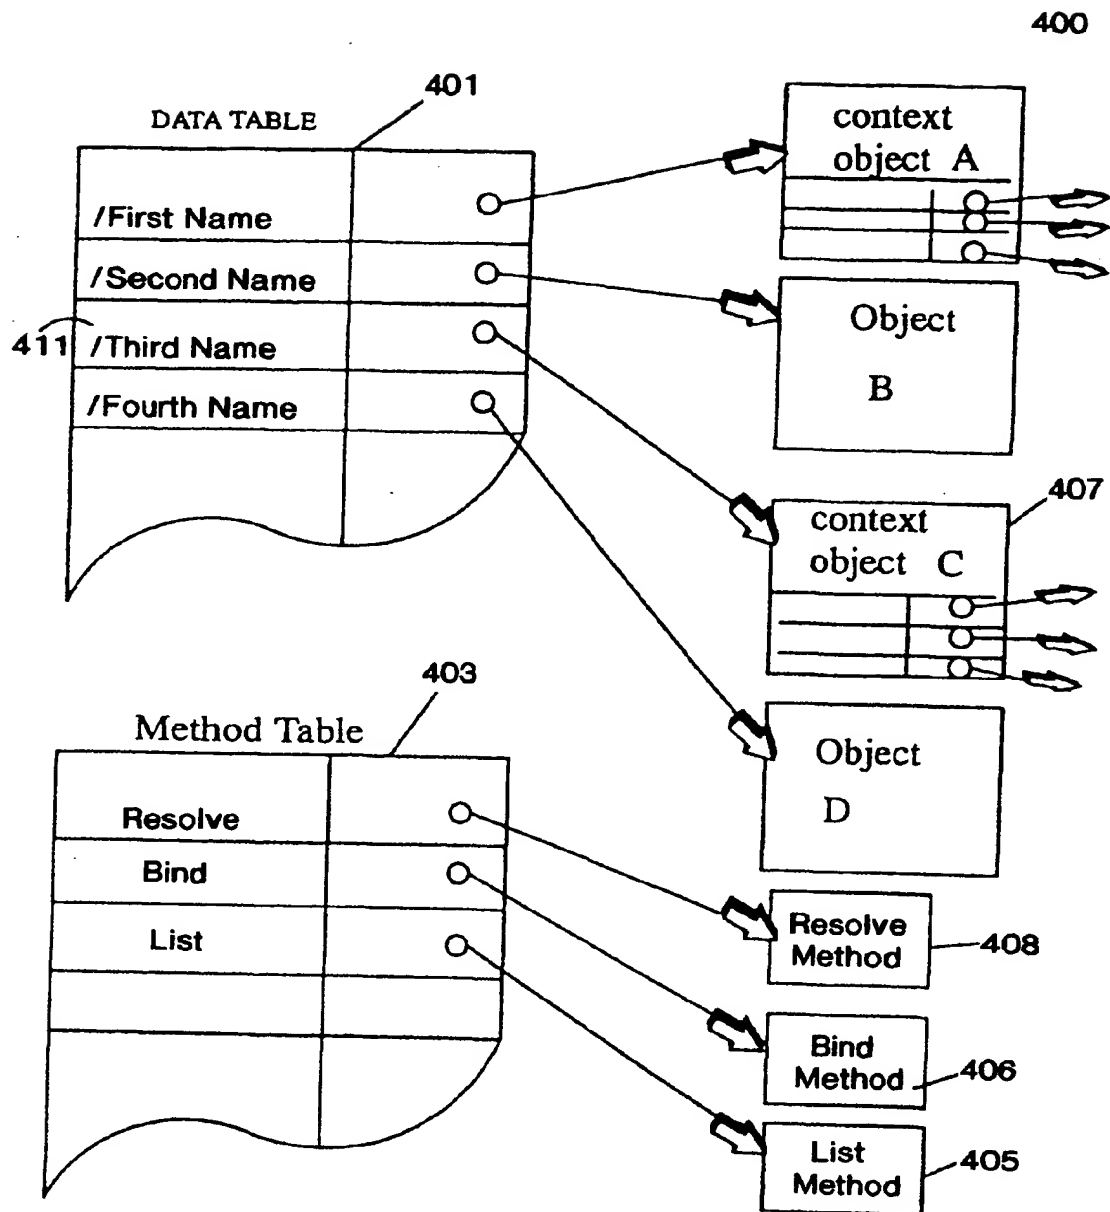 400
401
DATA TABLE
/First Name
/Second Name
411
/Third Name
/Fourth Name
context
object A
Object
B
407
context
object C
Object
D
403
Method Table
Resolve
Bind
List
Resolve
Method
408
Bind
Method
406
List
Method
405